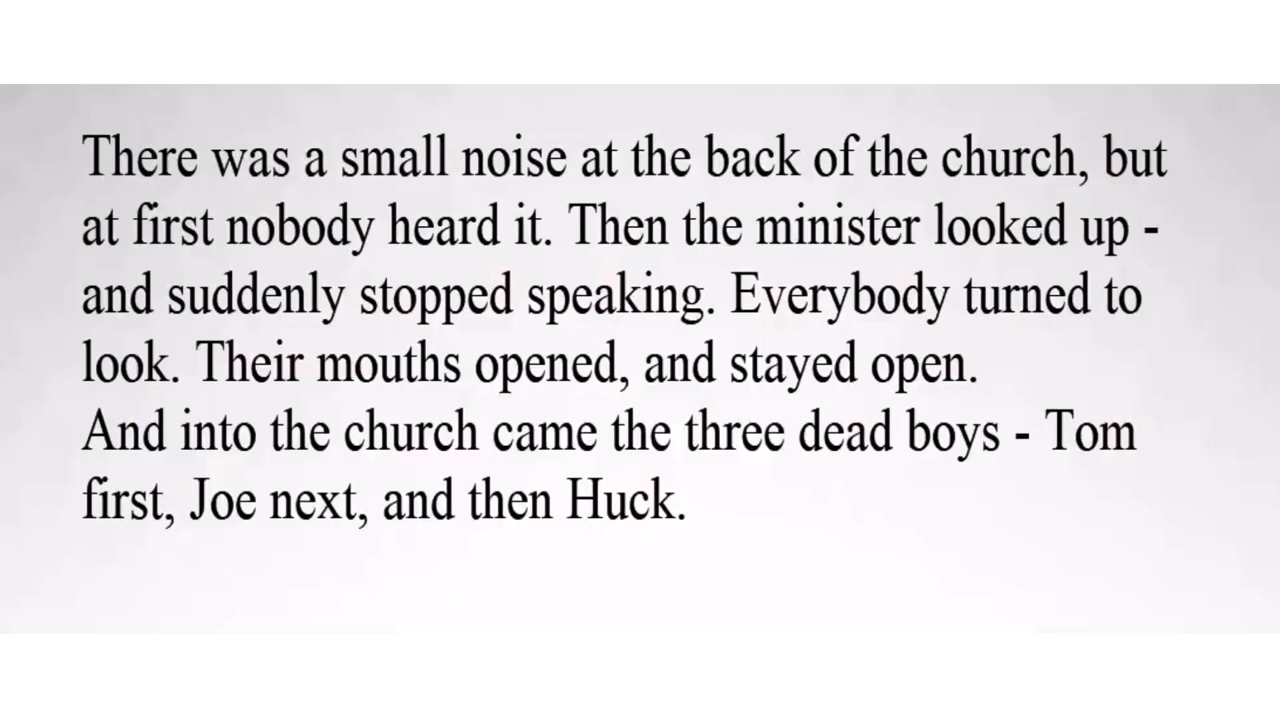 There was a small noise at the back of the church, but
at first nobody heard it. Then the minister looked up -
and suddenly stopped speaking. Everybody turned to
look. Their mouths opened, and stayed open.
And into the church came the three dead boys - Tom
first, Joe next, and then Huck.